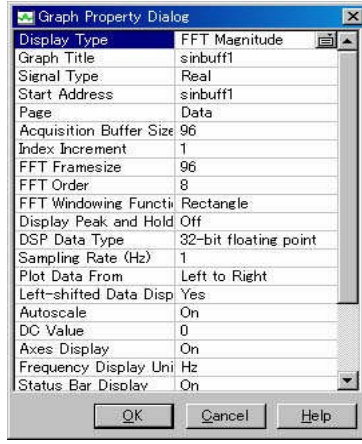 Graph Property Dialog
Display Type FFT Magnitude
Graph Title sinbuff1
Signal Type Real
Start Address sinbuff1
Page Data
Acquisition Buffer Size 96
Index Increment 1
FFT Framesize 96
FFT Order 8
FFT Windowing Functi Rectangle
Display Peak and Hold Off
DSP Data Type 32-bit floating point
Sampling Rate (Hz) 1
Plot Data From Left to Right
Left-shifted Data Disp Yes
Autoscale On
DC Value 0
Axes Display On
Frequency Display Uni Hz
Status Bar Display On
OK Cancel Help